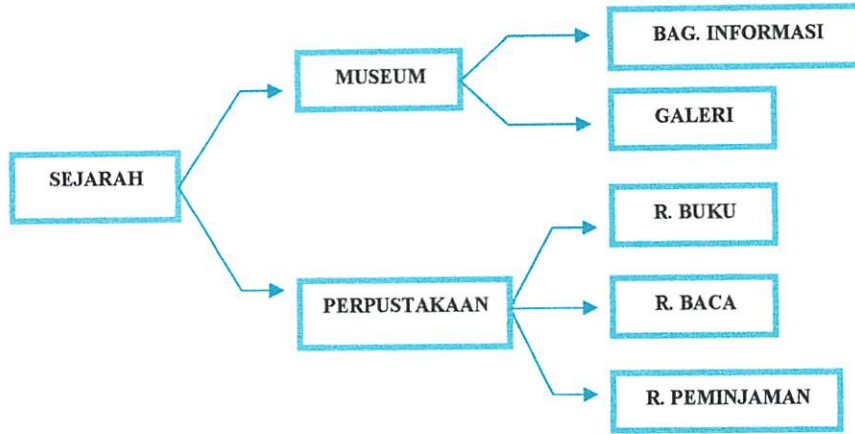 SEJARAH
MUSEUM
BAG. INFORMASI
GALERI
PERPUSTAKAAN
R. BUKU
R. BACA
R. PEMINJAMAN